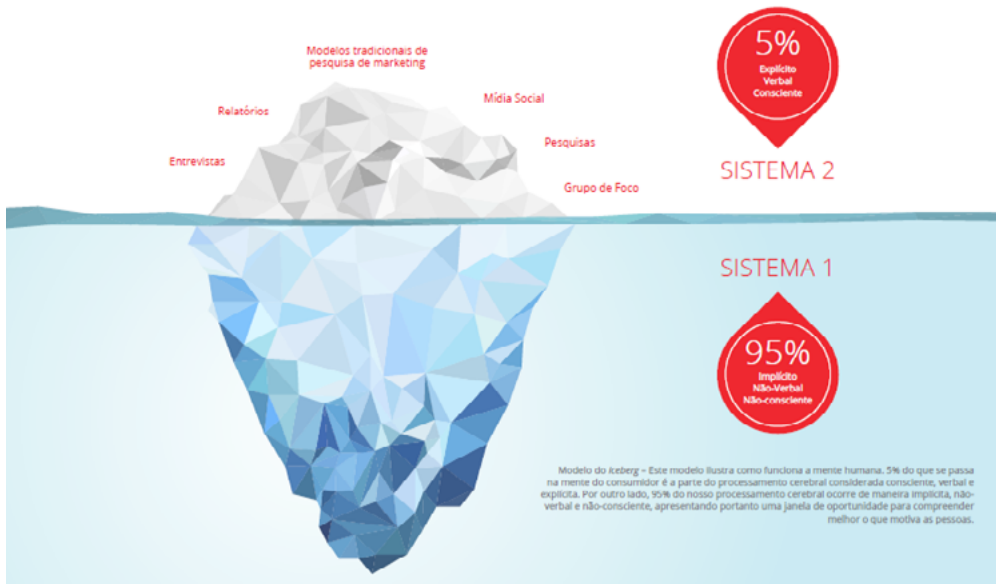 Modelos tradicionais de
pesquisa de marketing
Relatórios
Mídia Social
Entrevistas
Pesquisas
Grupo de Foco
5%
Explícito
Verbal
Consciente
SISTEMA 2
SISTEMA 1
95%
Implícito
Não-Verbal
Não-consciente
Modelo do Iceberg – Este modelo ilustra como funciona a mente humana. 5% do que se passa
na mente do consumidor é a parte do processamento cerebral considerada consciente, verbal e
explícita. Por outro lado, 95% do nosso processamento cerebral ocorre de maneira implícita, não-
verbal e não-consciente, apresentando portanto uma janela de oportunidade para compreender
melhor o que motiva as pessoas.